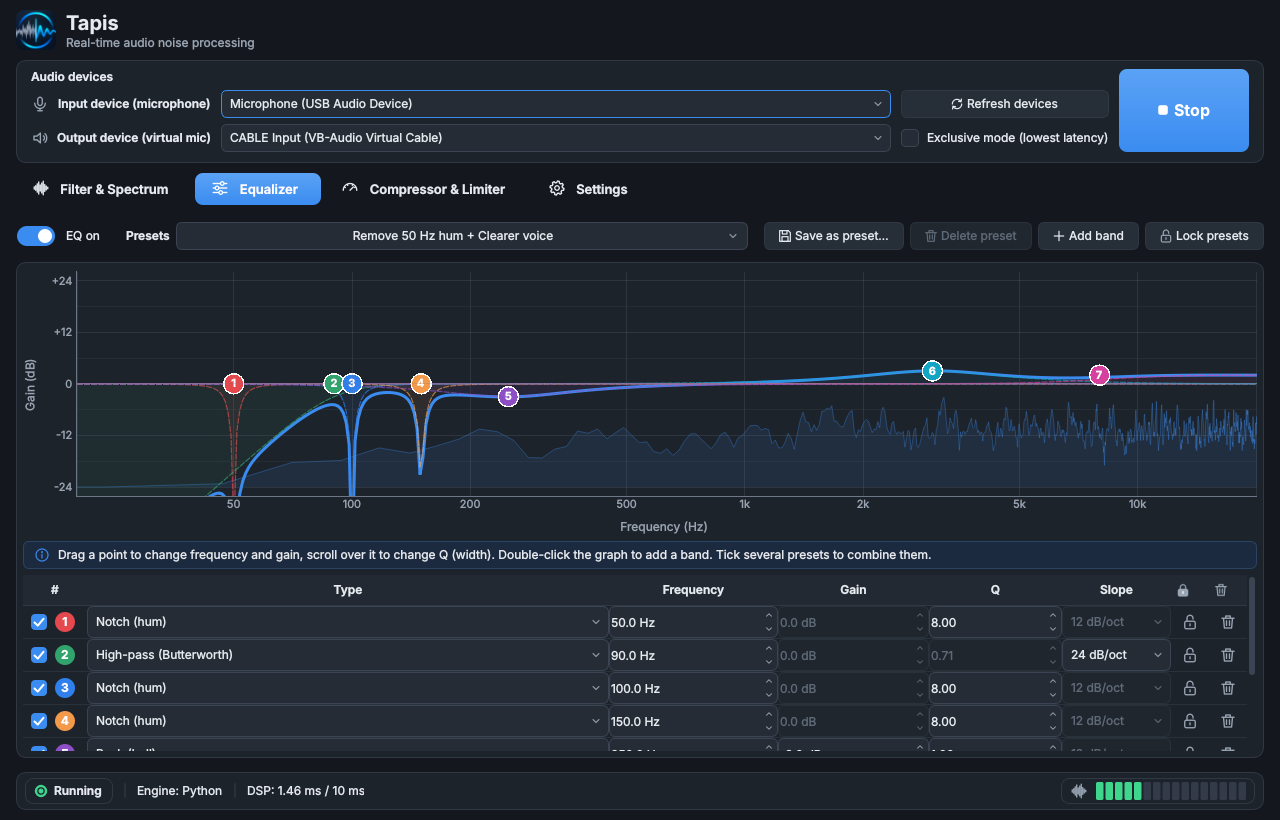 Tapis
Real-time audio noise processing
Audio devices
Input device (microphone) Microphone (USB Audio Device) Refresh devices
Stop
Output device (virtual mic) CABLE Input (VB-Audio Virtual Cable) Exclusive mode (lowest latency)
Filter & Spectrum Equalizer Compressor & Limiter Settings
EQ on Presets Remove 50 Hz hum + Clearer voice Save as preset... Delete preset + Add band Lock presets
+24
+12
0
-12
-24
Gain (dB)
1 2 3 4 5 6 7
50 100 200 500 1k 2k 5k 10k
Frequency (Hz)
Drag a point to change frequency and gain, scroll over it to change Q (width). Double-click the graph to add a band. Tick several presets to combine them.
# Type Frequency Gain Q Slope
1 Notch (hum) 50.0 Hz 0.0 dB 8.00 12 dB/oct
2 High-pass (Butterworth) 90.0 Hz 0.0 dB 0.71 24 dB/oct
3 Notch (hum) 100.0 Hz 0.0 dB 8.00 12 dB/oct
4 Notch (hum) 150.0 Hz 0.0 dB 8.00 12 dB/oct
Running Engine: Python DSP: 1.46 ms / 10 ms